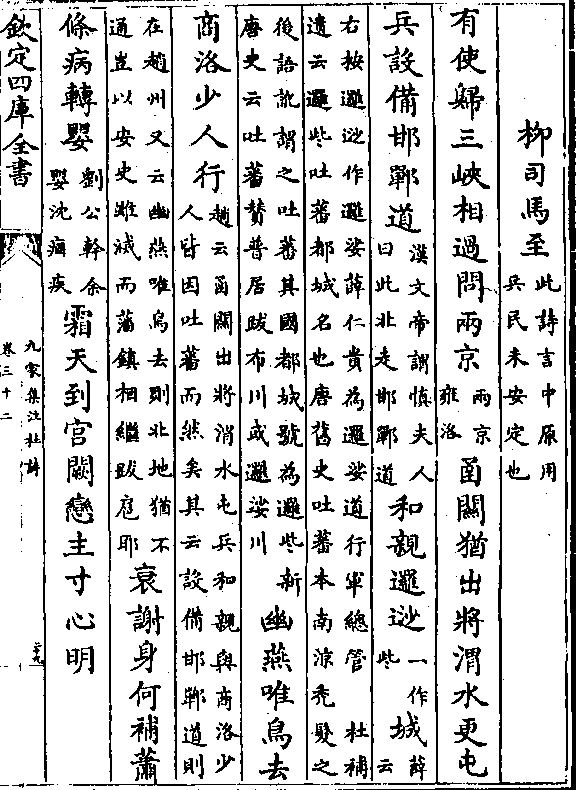 柳司馬至 此詩言中原用
兵民未安定也
有使歸三峽相過問兩京 兩京
雍洛 函關猶出將渭水更屯
兵設備邯鄲道 漢文帝謂慎夫人
曰此北走邯鄲道 和親邏逤 一作
些 城 薛
云
右按邏逤作邏娑薛仁貴為邏娑道行軍總管 杜補
遺云邏些吐蕃都城名也唐舊史吐蕃本南涼禿髮之
後語訛謂之吐蕃其國都城號為邏些新
唐史云吐蕃贊普居跋布川或邏娑川 幽燕唯鳥去
商洛少人行 趙云函關出將渭水屯兵和親與商洛少
人皆因吐蕃而然矣其云設備邯鄲道則
在趙州又云幽燕唯鳥去則北地猶不
通豈以安史雖滅而藩鎮相繼跋扈耶 衰謝身何補蕭
條病轉嬰 劉公幹余
嬰沈痼疾 霜天到宮闕戀主寸心明
欽定四庫全書
九家集注杜詩
卷三十二
二十九